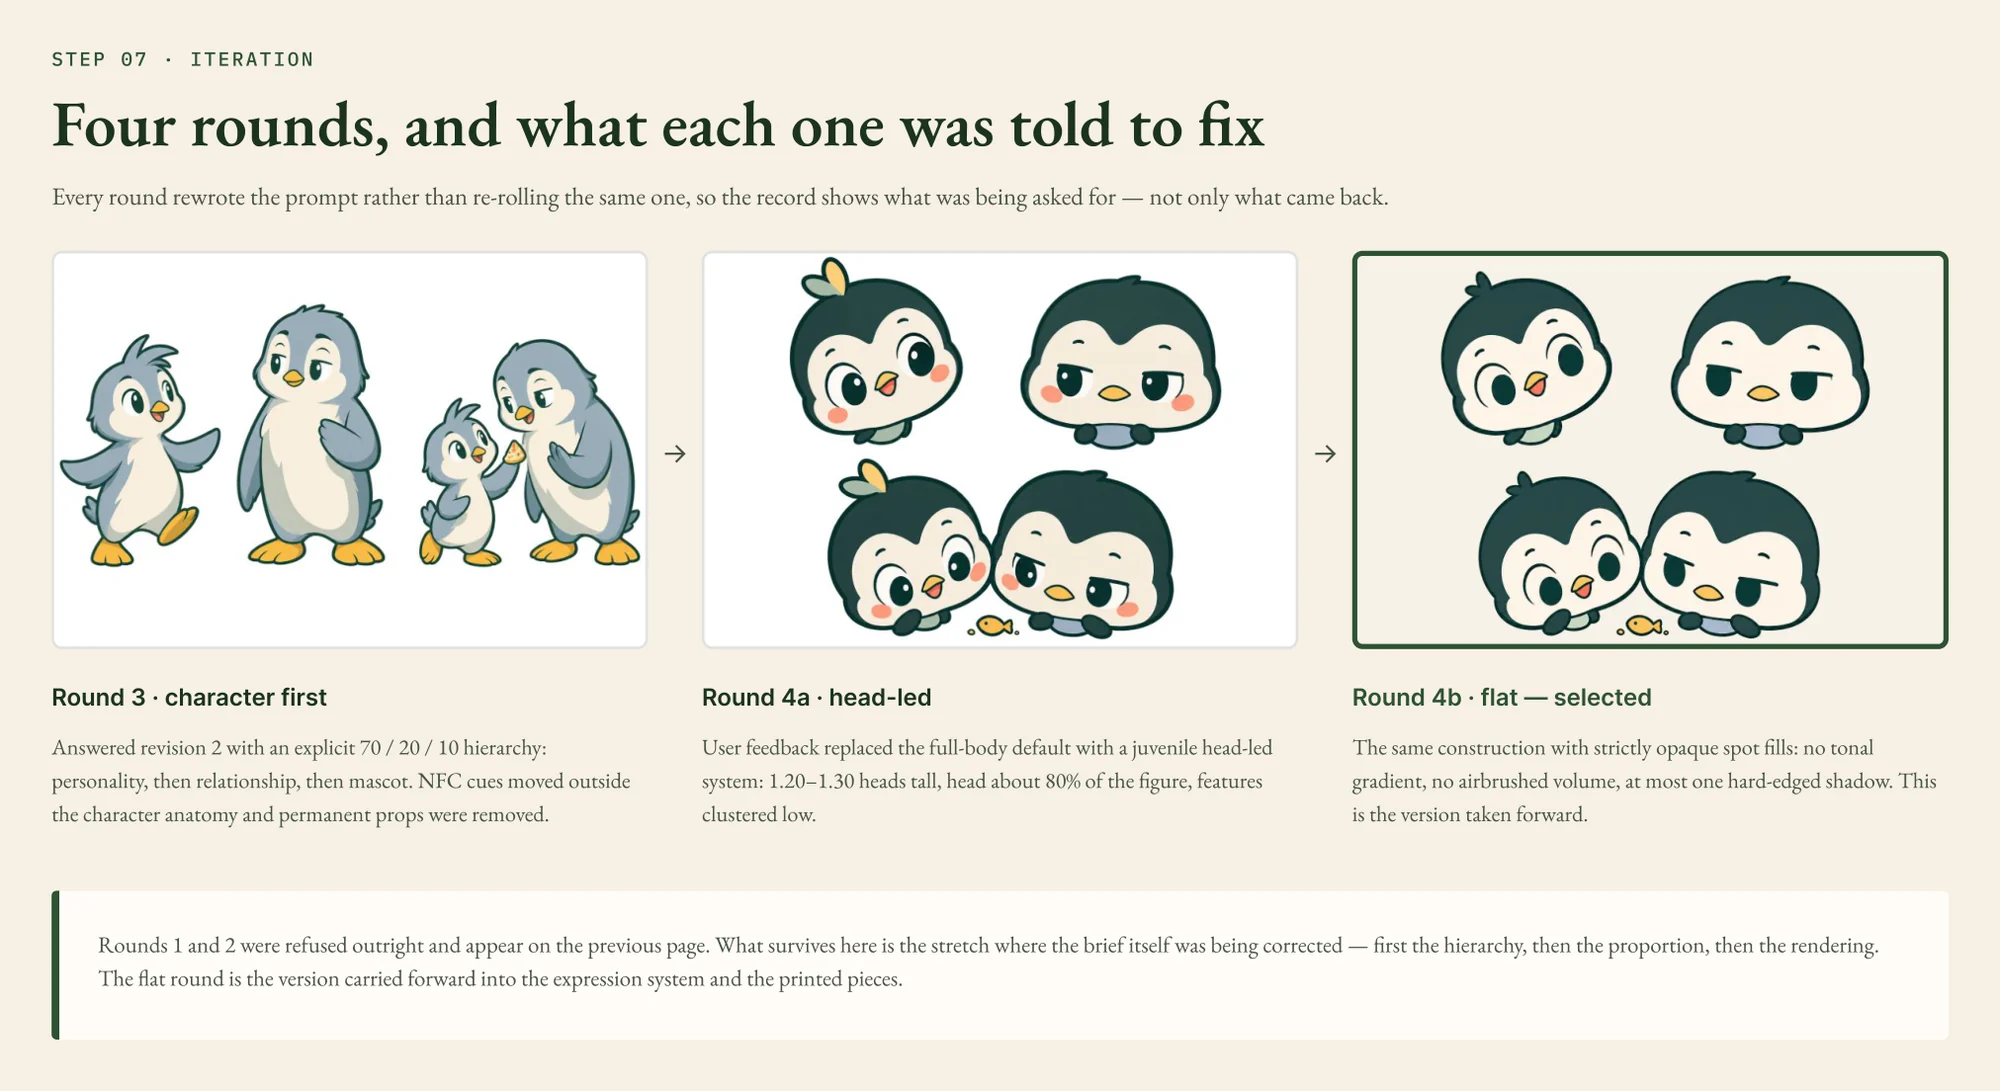 STEP 07 · ITERATION
Four rounds, and what each one was told to fix
Every round rewrote the prompt rather than re-rolling the same one, so the record shows what was being asked for — not only what came back.
→
→
Round 3 · character first
Answered revision 2 with an explicit 70 / 20 / 10 hierarchy:
personality, then relationship, then mascot. NFC cues moved outside
the character anatomy and permanent props were removed.
Round 4a · head-led
User feedback replaced the full-body default with a juvenile head-led
system: 1.20–1.30 heads tall, head about 80% of the figure, features
clustered low.
Round 4b · flat — selected
The same construction with strictly opaque spot fills: no tonal
gradient, no airbrushed volume, at most one hard-edged shadow. This
is the version taken forward.
Rounds 1 and 2 were refused outright and appear on the previous page. What survives here is the stretch where the brief itself was being corrected — first the hierarchy, then the proportion, then the rendering.
The flat round is the version carried forward into the expression system and the printed pieces.